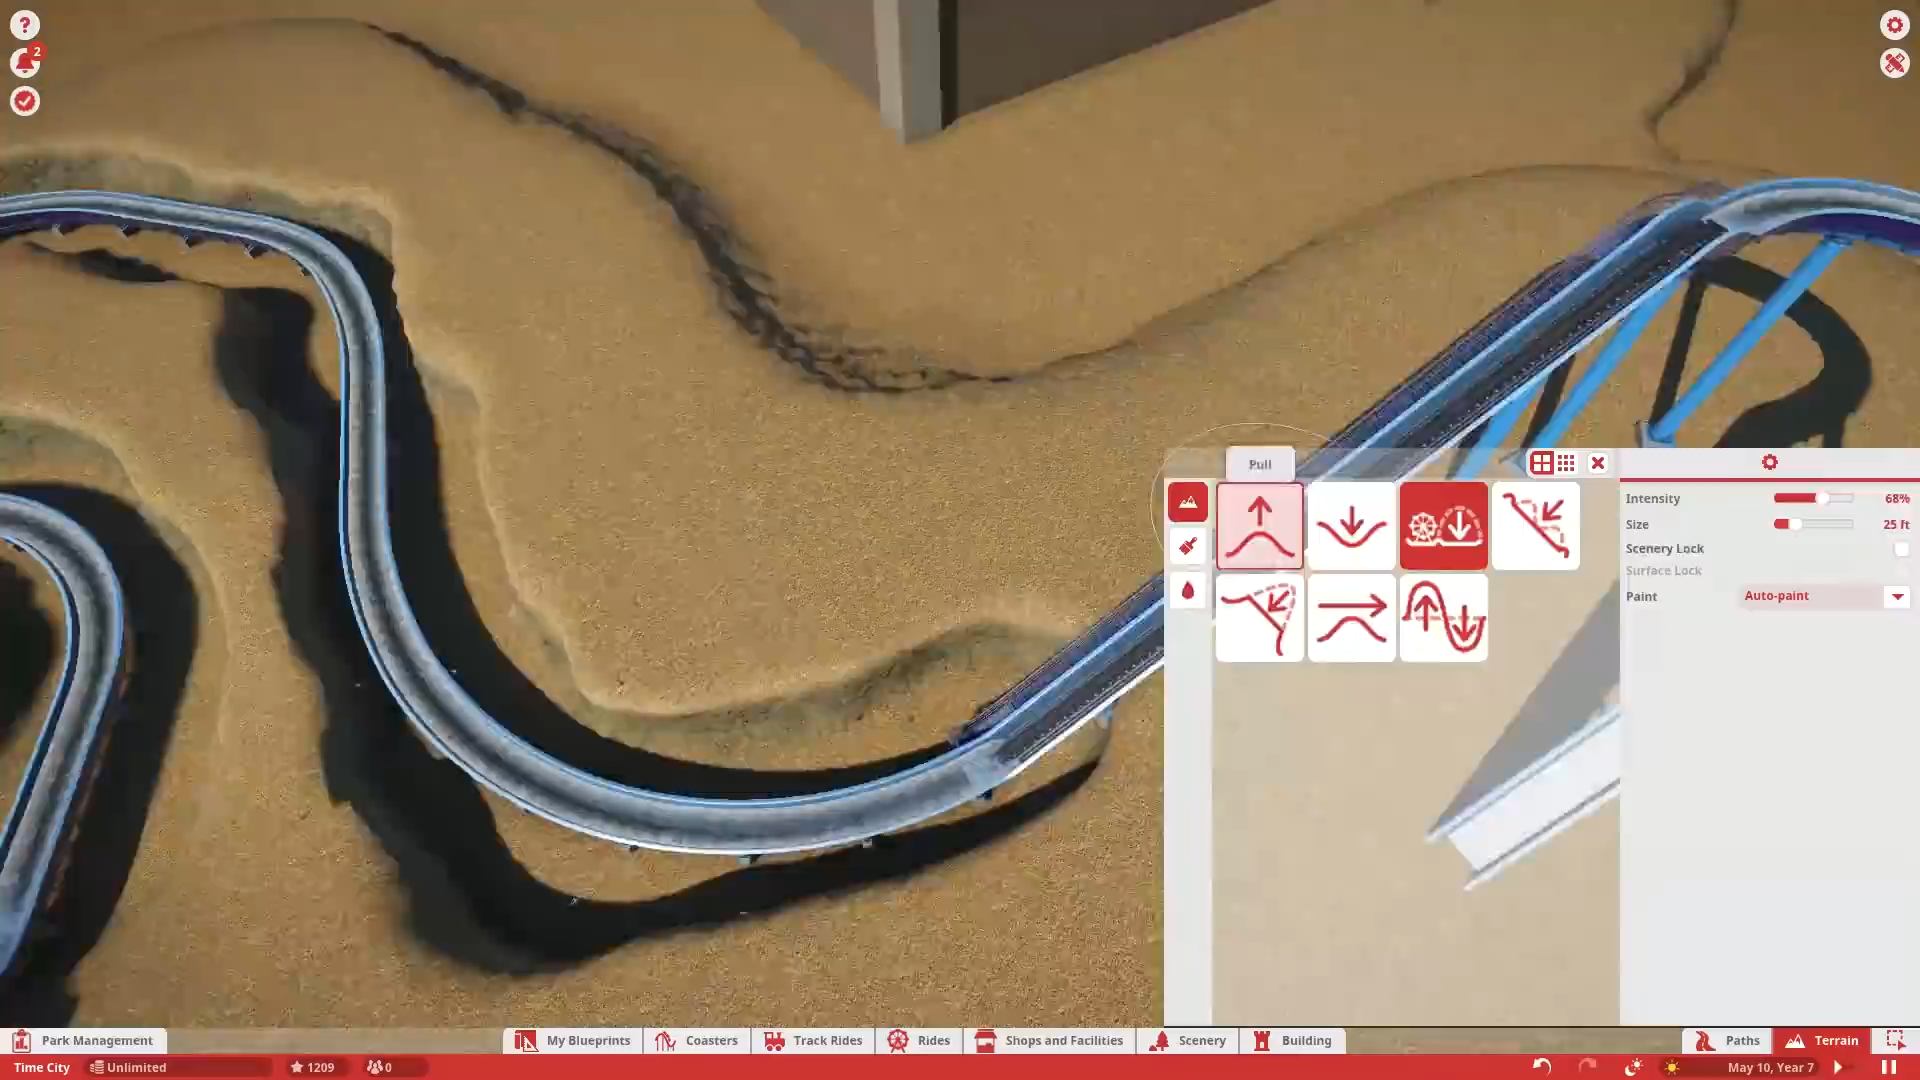 ?
2
Pull
Intensity 68%
Size 25 ft
Scenery Lock
Surface Lock
Paint Auto-paint
Park Management
My Blueprints
Coasters
Track Rides
Rides
Shops and Facilities
Scenery
Building
Paths
Terrain
Time City
Unlimited
1209
0
May 10, Year 7